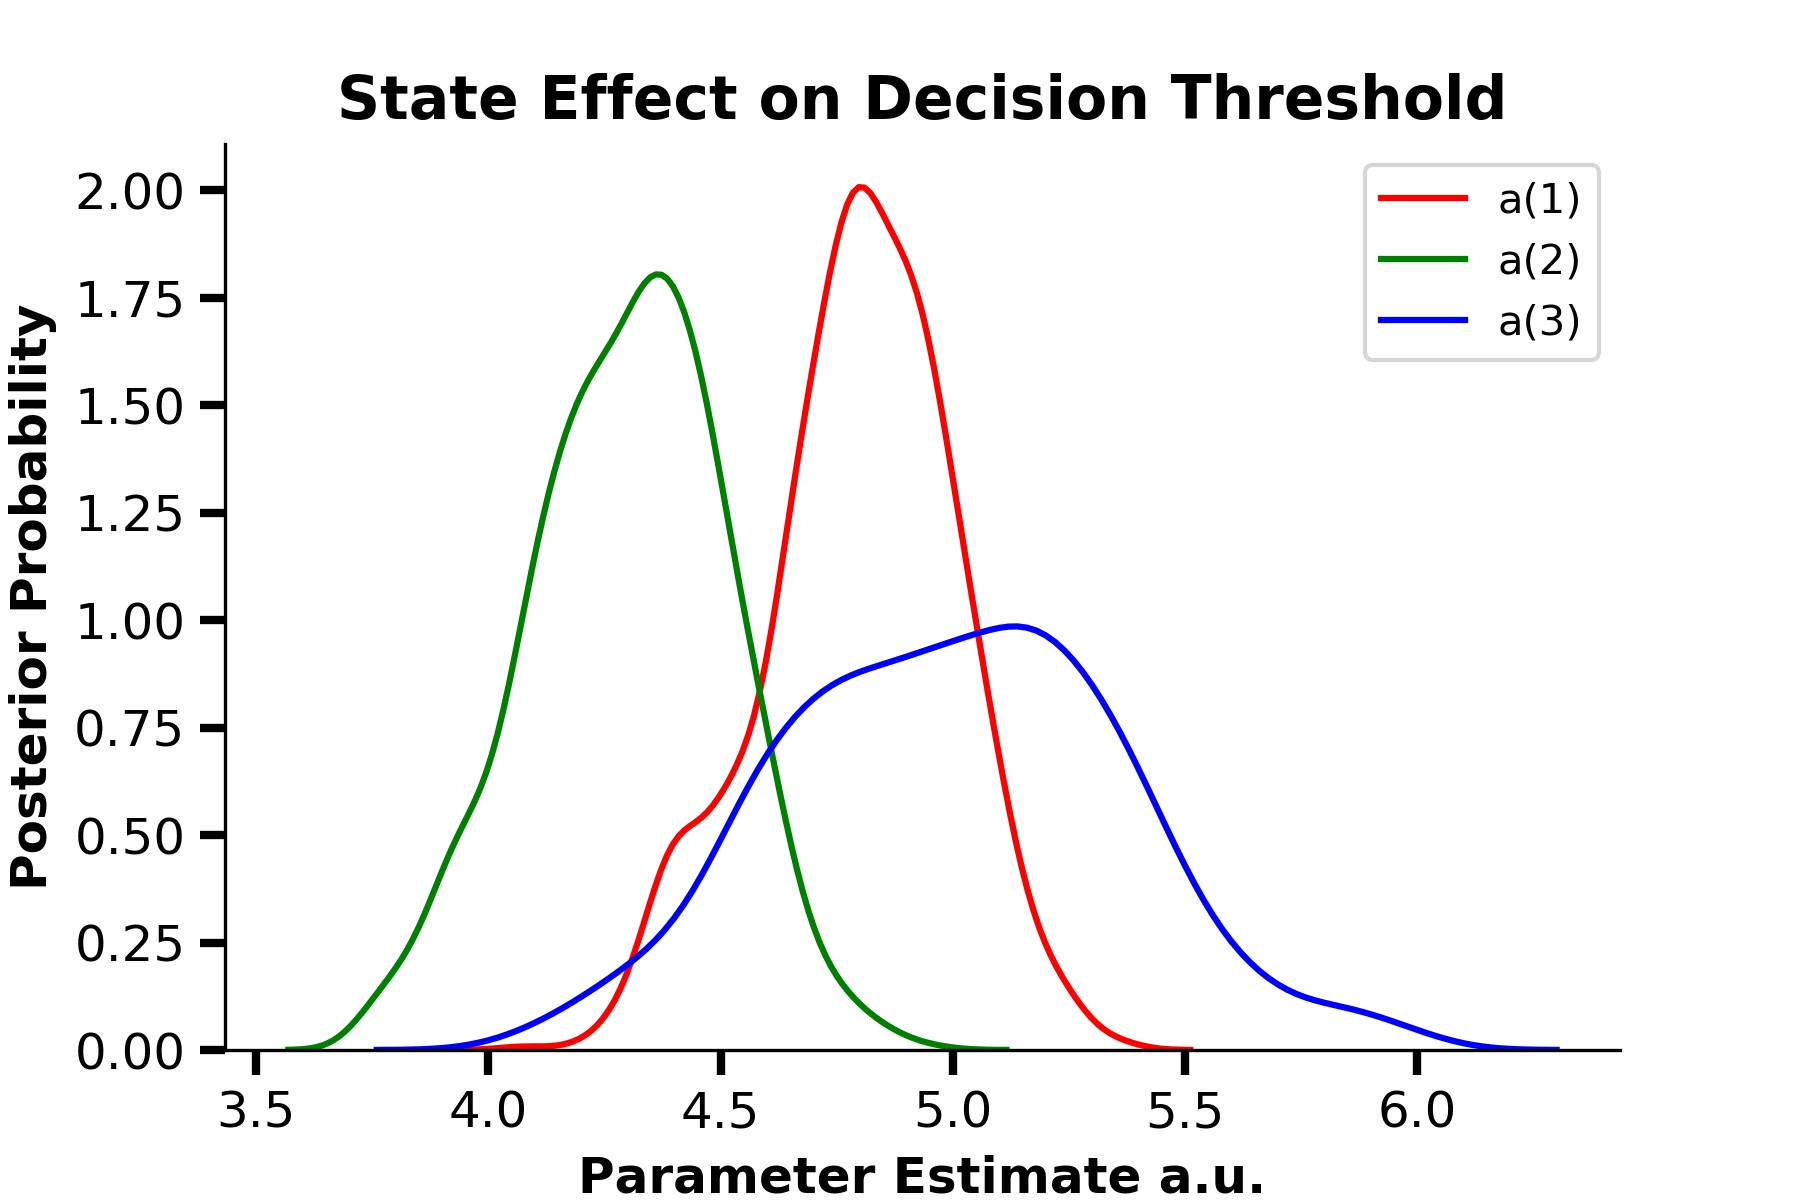 State Effect on Decision Threshold
Posterior Probability
2.00
1.75
1.50
1.25
1.00
0.75
0.50
0.25
0.00
3.5 4.0 4.5 5.0 5.5 6.0
Parameter Estimate a.u.
a(1)
a(2)
a(3)